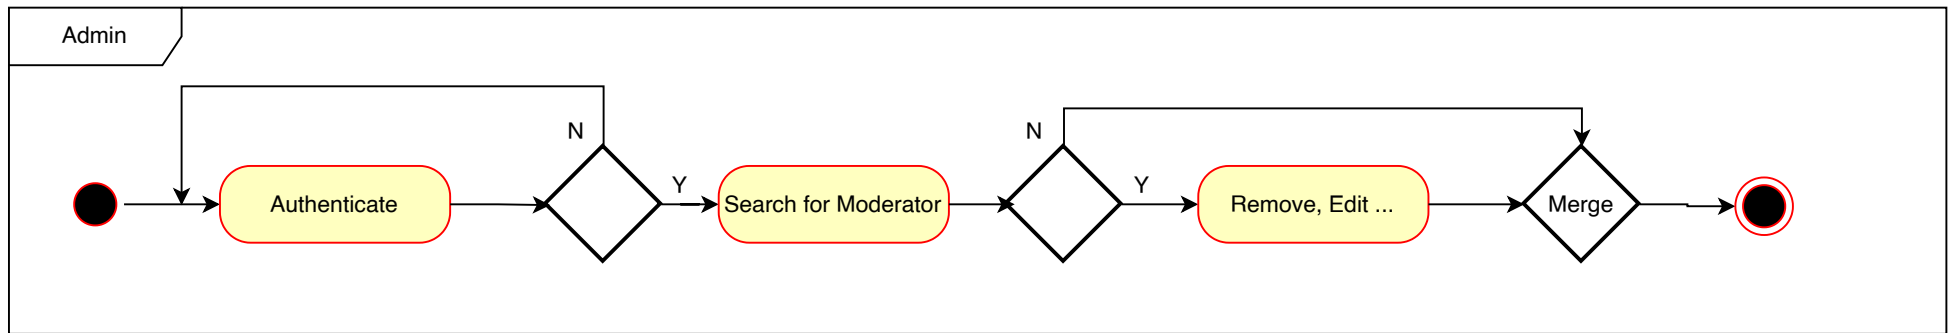 Admin
N
N
Y
Y
Authenticate
Search for Moderator
Remove, Edit ...
Merge